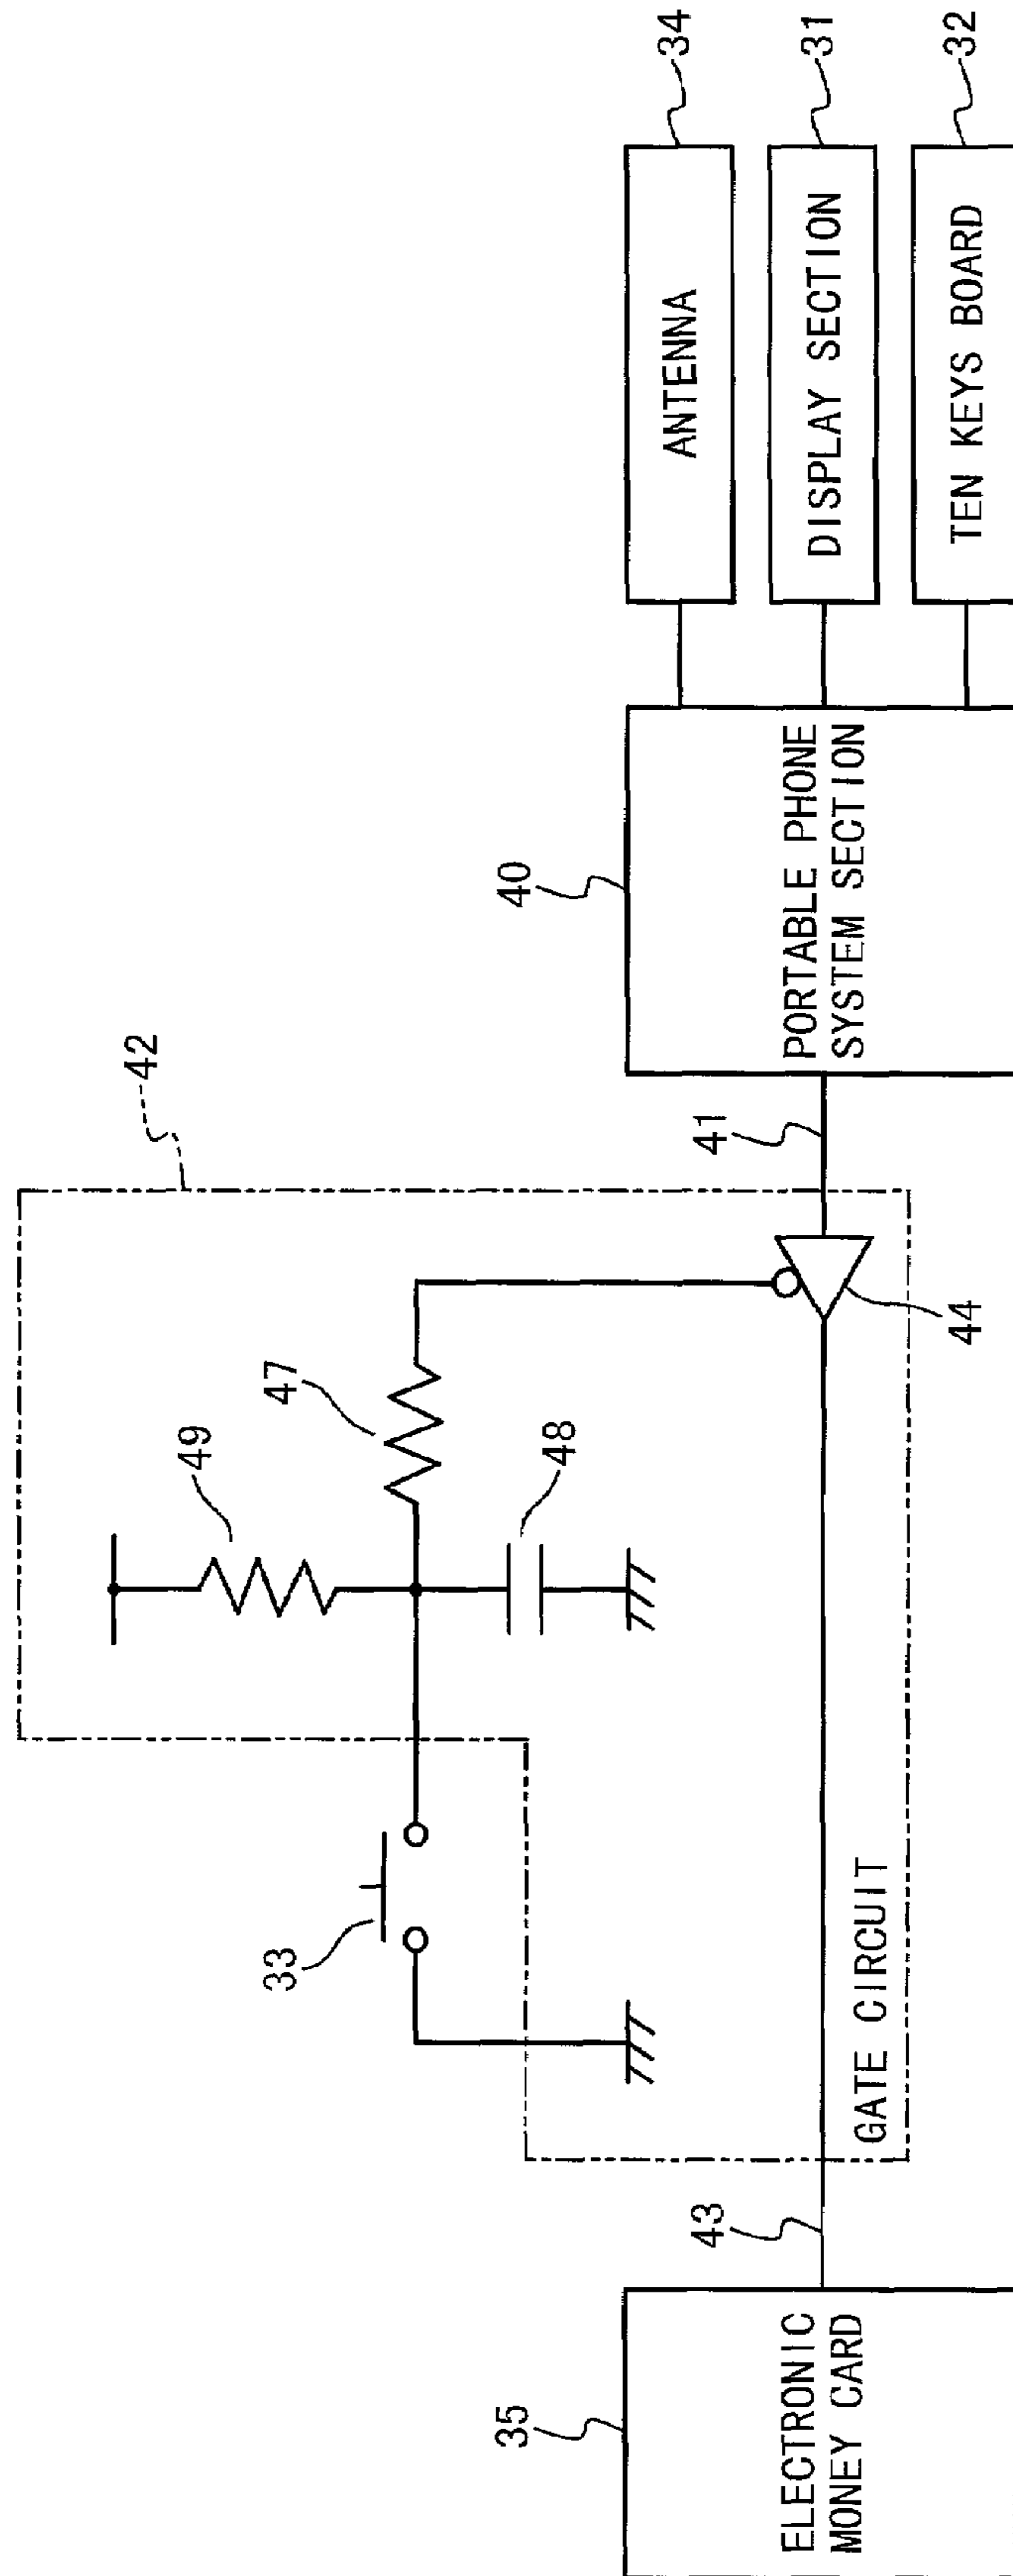 35
ELECTRONIC
MONEY CARD
43
33
GATE CIRCUIT
49
47
48
42
44
41
40
PORTABLE PHONE
SYSTEM SECTION
ANTENNA
34
DISPLAY SECTION
31
TEN KEYS BOARD
32